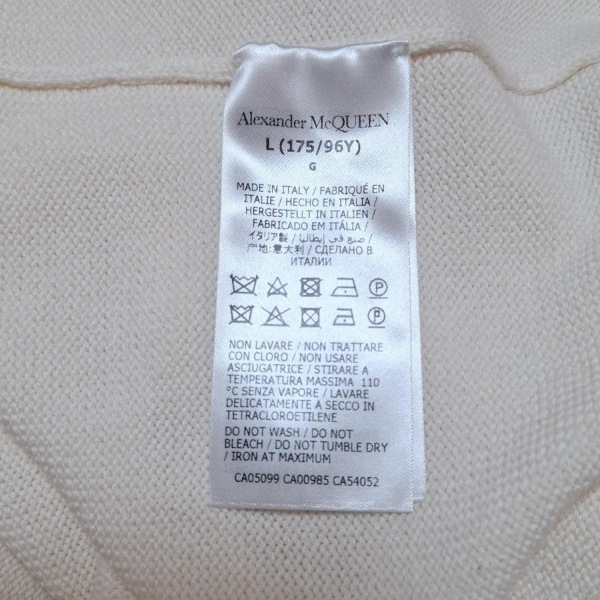 Alexander McQUEEN
L (175/96Y)
G
MADE IN ITALY / FABRIQUÉ EN
ITALIE / HECHO EN ITALIA /
HERGESTELLT IN ITALIEN /
FABRICADO EM ITÁLIA /
イタリア製 / صنع في إيطاليا /
产地:意大利 / СДЕЛАНО В
ИТАЛИИ
NON LAVARE / NON TRATTARE
CON CLORO / NON USARE
ASCIUGATRICE / STIRARE A
TEMPERATURA MASSIMA 110
°C SENZA VAPORE / LAVARE
DELICATAMENTE A SECCO IN
TETRACLOROETILENE
DO NOT WASH / DO NOT
BLEACH / DO NOT TUMBLE DRY
/ IRON AT MAXIMUM
CA05099 CA00985 CA54052